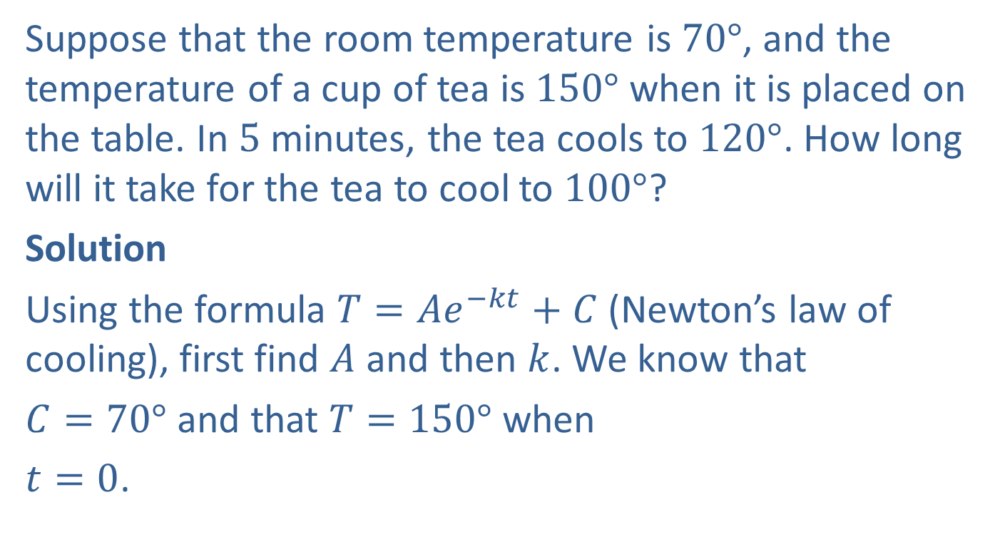 Suppose that the room temperature is 70°, and the
temperature of a cup of tea is 150° when it is placed on
the table. In 5 minutes, the tea cools to 120°. How long
will it take for the tea to cool to 100°?
Solution
Using the formula T = Ae^{−kt} + C (Newton’s law of
cooling), first find A and then k. We know that
C = 70° and that T = 150° when
t = 0.